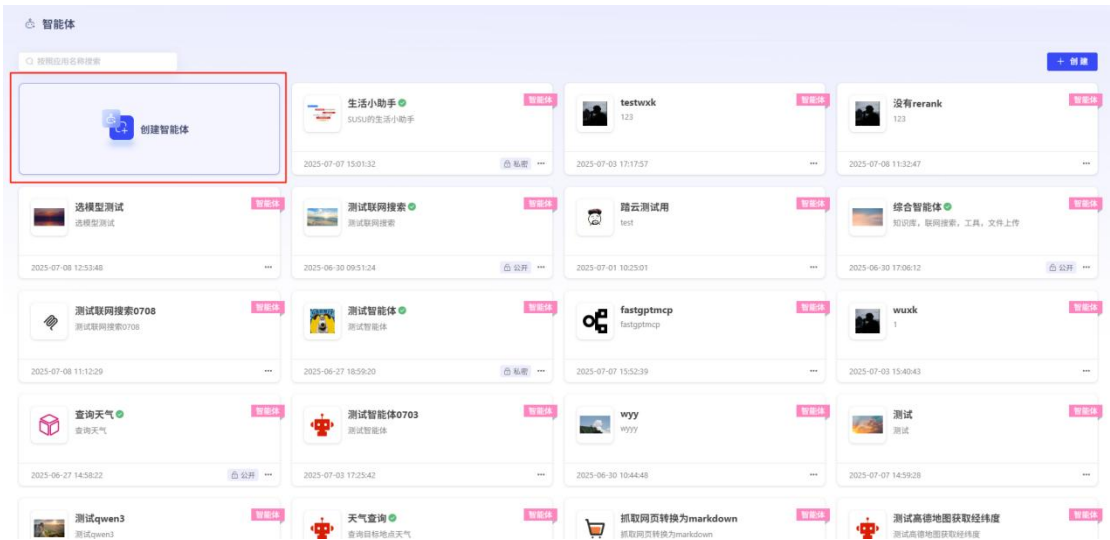 智能体
按照应用名称搜索
+ 创建
创建智能体
生活小助手
SUSU的生活小助手
智能体
2025-07-07 15:01:32
私密
testwxk
123
智能体
2025-07-03 17:17:57
没有rerank
123
智能体
2025-07-08 11:32:47
选模型测试
选模型测试
智能体
2025-07-08 12:53:48
测试联网搜索
测试联网搜索
智能体
2025-06-30 09:51:24
公开
踏云测试用
test
智能体
2025-07-01 10:25:01
综合智能体
知识库，联网搜索，工具，文件上传
智能体
2025-06-30 17:06:12
公开
测试联网搜索0708
测试联网搜索0708
智能体
2025-07-08 11:12:29
测试智能体
测试智能体
智能体
2025-06-27 18:59:20
私密
fastgptmcp
fastgptmcp
智能体
2025-07-07 15:52:39
wuxk
1
智能体
2025-07-03 15:40:43
查询天气
查询天气
智能体
2025-06-27 14:58:22
公开
测试智能体0703
测试智能体
智能体
2025-07-03 17:25:42
wyy
wyyy
智能体
2025-06-30 10:44:48
测试
测试
智能体
2025-07-07 14:59:28
测试qwen3
测试qwen3
智能体
天气查询
查询目标地点天气
智能体
抓取网页转换为markdown
抓取网页转换为markdown
智能体
测试高德地图获取经纬度
测试高德地图获取经纬度
智能体